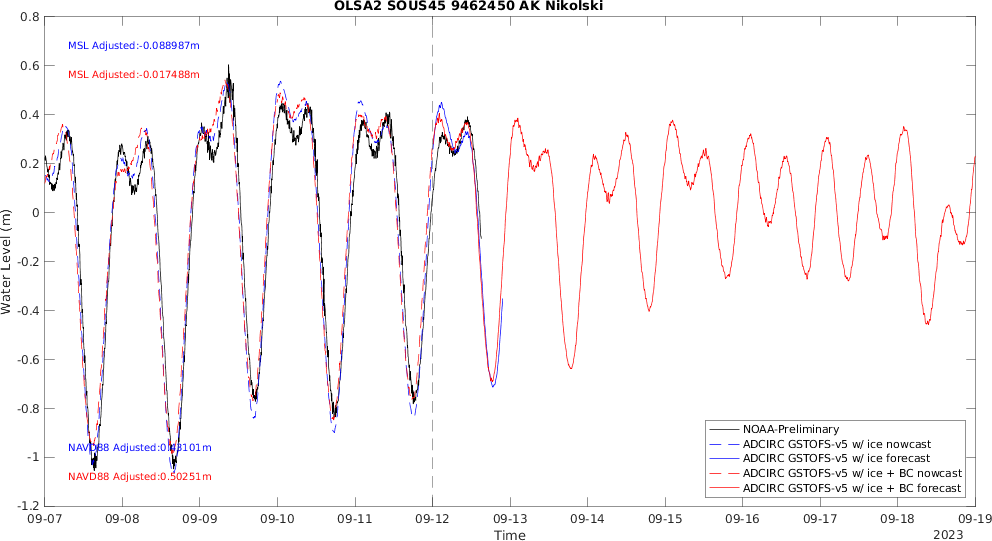 OLSA2 SOUS45 9462450 AK Nikolski
0.8
0.6
0.4
0.2
0
-0.2
-0.4
-0.6
-0.8
-1
-1.2
Water Level (m)
MSL Adjusted:-0.088987m
MSL Adjusted:-0.017488m
NAVD88 Adjusted:
NAVD88 Adjusted:0.50251m
NOAA-Preliminary
ADCIRC GSTOFS-v5 w/ ice nowcast
ADCIRC GSTOFS-v5 w/ ice forecast
ADCIRC GSTOFS-v5 w/ ice + BC nowcast
ADCIRC GSTOFS-v5 w/ ice + BC forecast
09-07 09-08 09-09 09-10 09-11 09-12 09-13 09-14 09-15 09-16 09-17 09-18 09-19
Time
2023